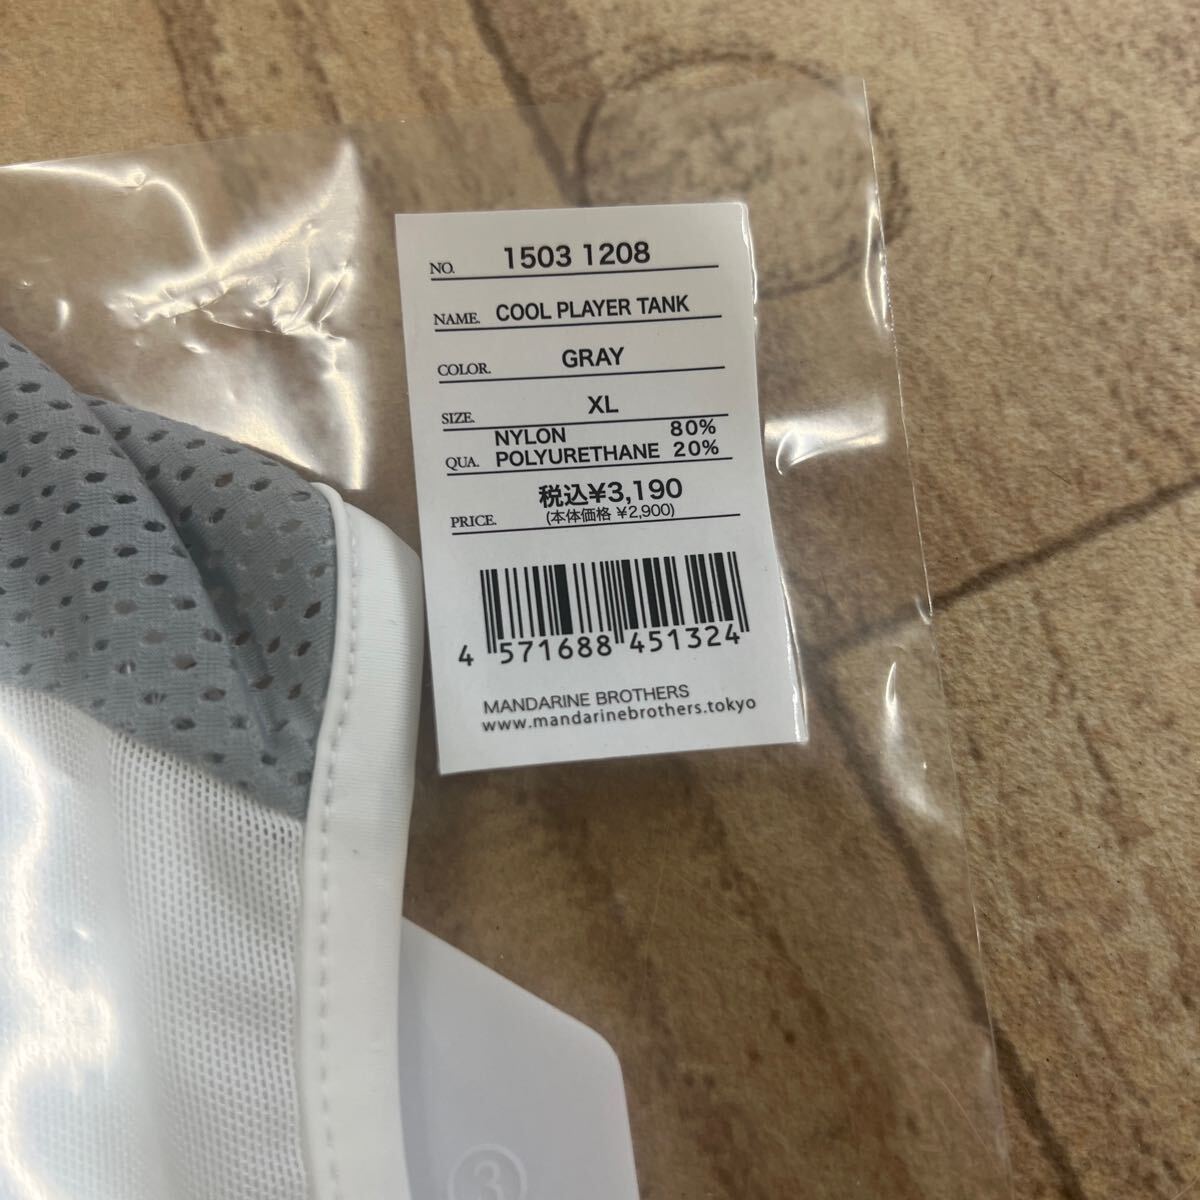 NO. 1503 1208
NAME. COOL PLAYER TANK
COLOR. GRAY
SIZE. XL
NYLON 80%
QUA. POLYURETHANE 20%
税込¥3,190
PRICE. (本体価格 ¥2,900)
4 571688 451324
MANDARINE BROTHERS
www.mandarinebrothers.tokyo
3